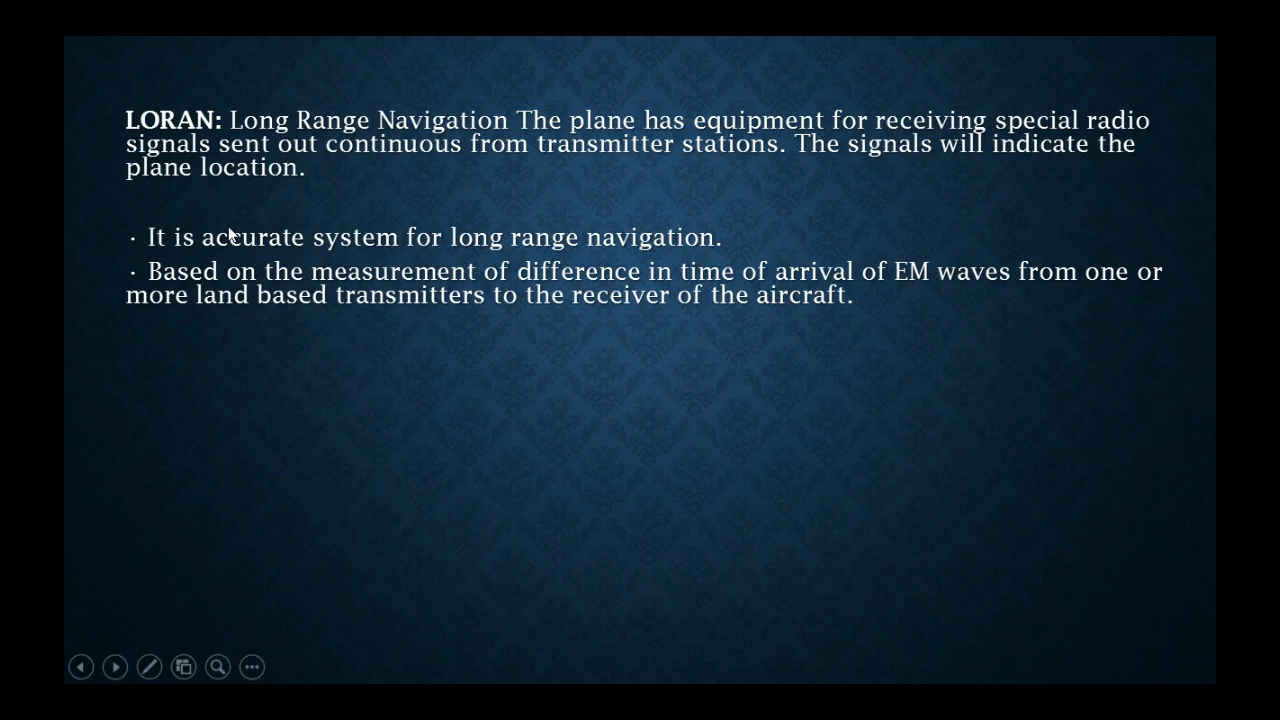 LORAN: Long Range Navigation The plane has equipment for receiving special radio
signals sent out continuous from transmitter stations. The signals will indicate the
plane location.
· It is accurate system for long range navigation.
· Based on the measurement of difference in time of arrival of EM waves from one or
more land based transmitters to the receiver of the aircraft.